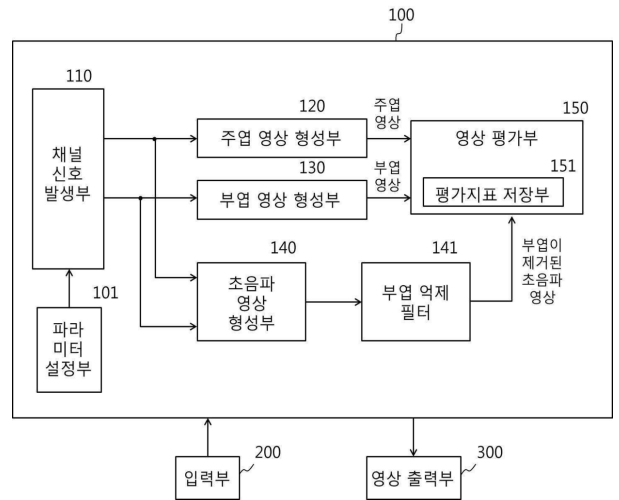 100
110
채널
신호
발생부
120
주엽 영상 형성부
주엽
영상
130
부엽 영상 형성부
부엽
영상
150
영상 평가부
151
평가지표 저장부
140
초음파
영상
형성부
141
부엽 억제
필터
부엽이
제거된
초음파
영상
101
파라
미터
설정부
200
입력부
300
영상 출력부